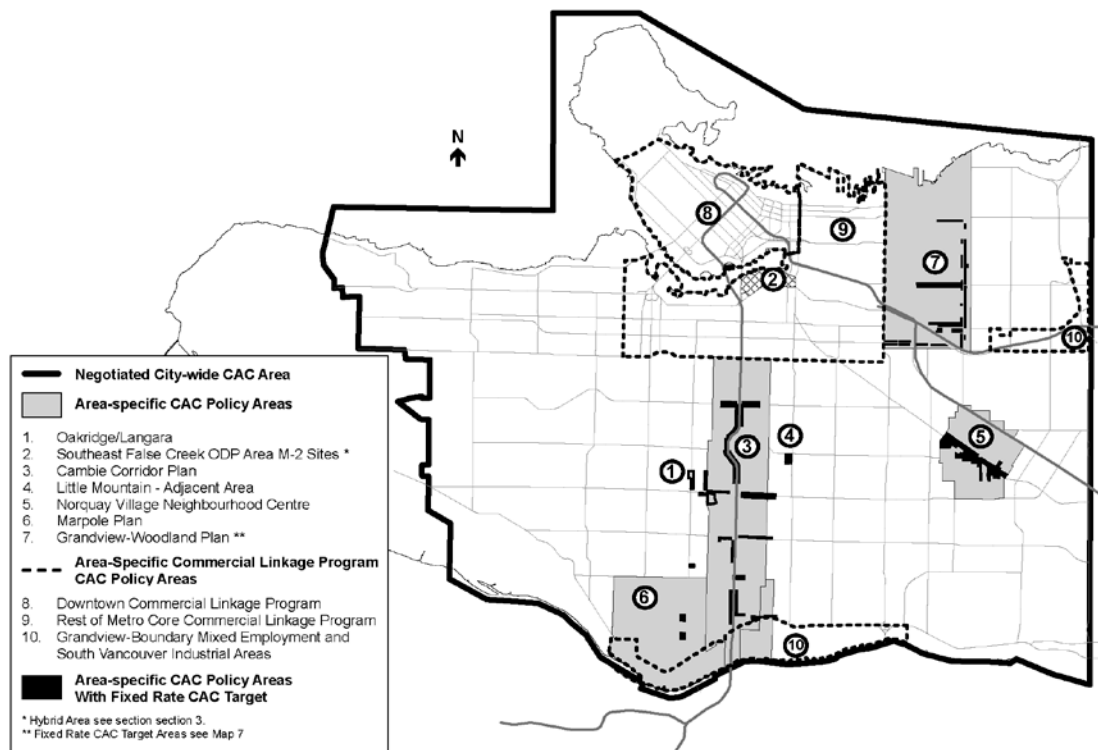 N
8
9
7
2
10
3
4
5
1
6
10
Negotiated City-wide CAC Area
Area-specific CAC Policy Areas
1. Oakridge/Langara
2. Southeast False Creek ODP Area M-2 Sites *
3. Cambie Corridor Plan
4. Little Mountain - Adjacent Area
5. Norquay Village Neighbourhood Centre
6. Marpole Plan
7. Grandview-Woodland Plan **
Area-Specific Commercial Linkage Program
CAC Policy Areas
8. Downtown Commercial Linkage Program
9. Rest of Metro Core Commercial Linkage Program
10. Grandview-Boundary Mixed Employment and
South Vancouver Industrial Areas
Area-specific CAC Policy Areas
With Fixed Rate CAC Target
* Hybrid Area see section section 3.
** Fixed Rate CAC Target Areas see Map 7